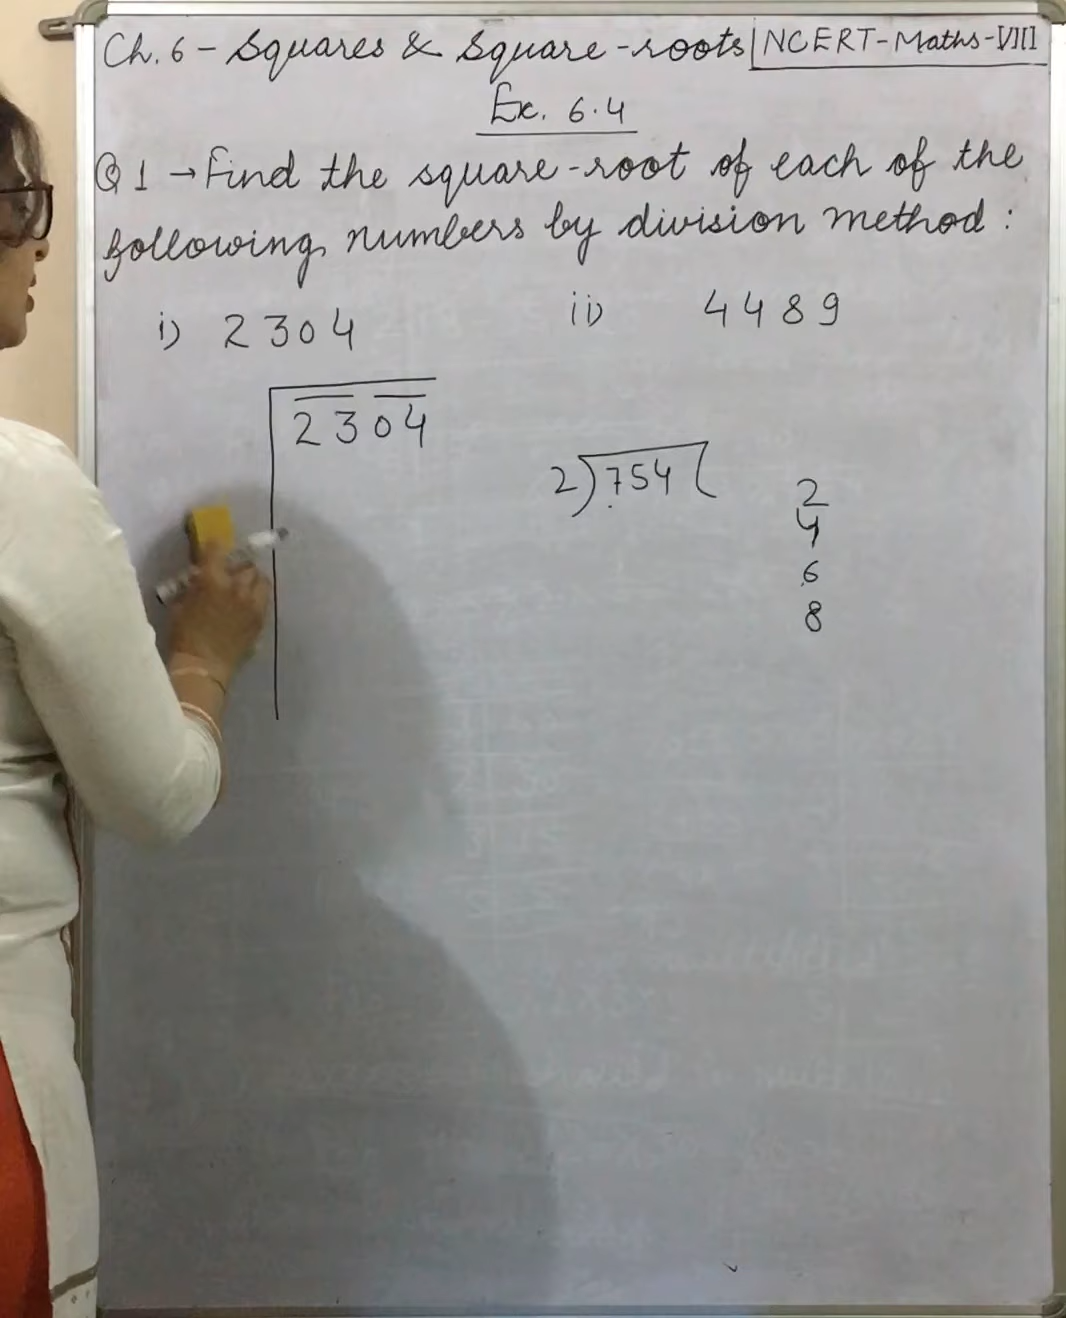 Ch. 6 - Squares & Square-roots | NCERT-Maths-VIII
Ex. 6.4
Q 1 → Find the square-root of each of the
following numbers by division method :
i) 2304
ii) 4489
2304
2)754(
2
4
6
8